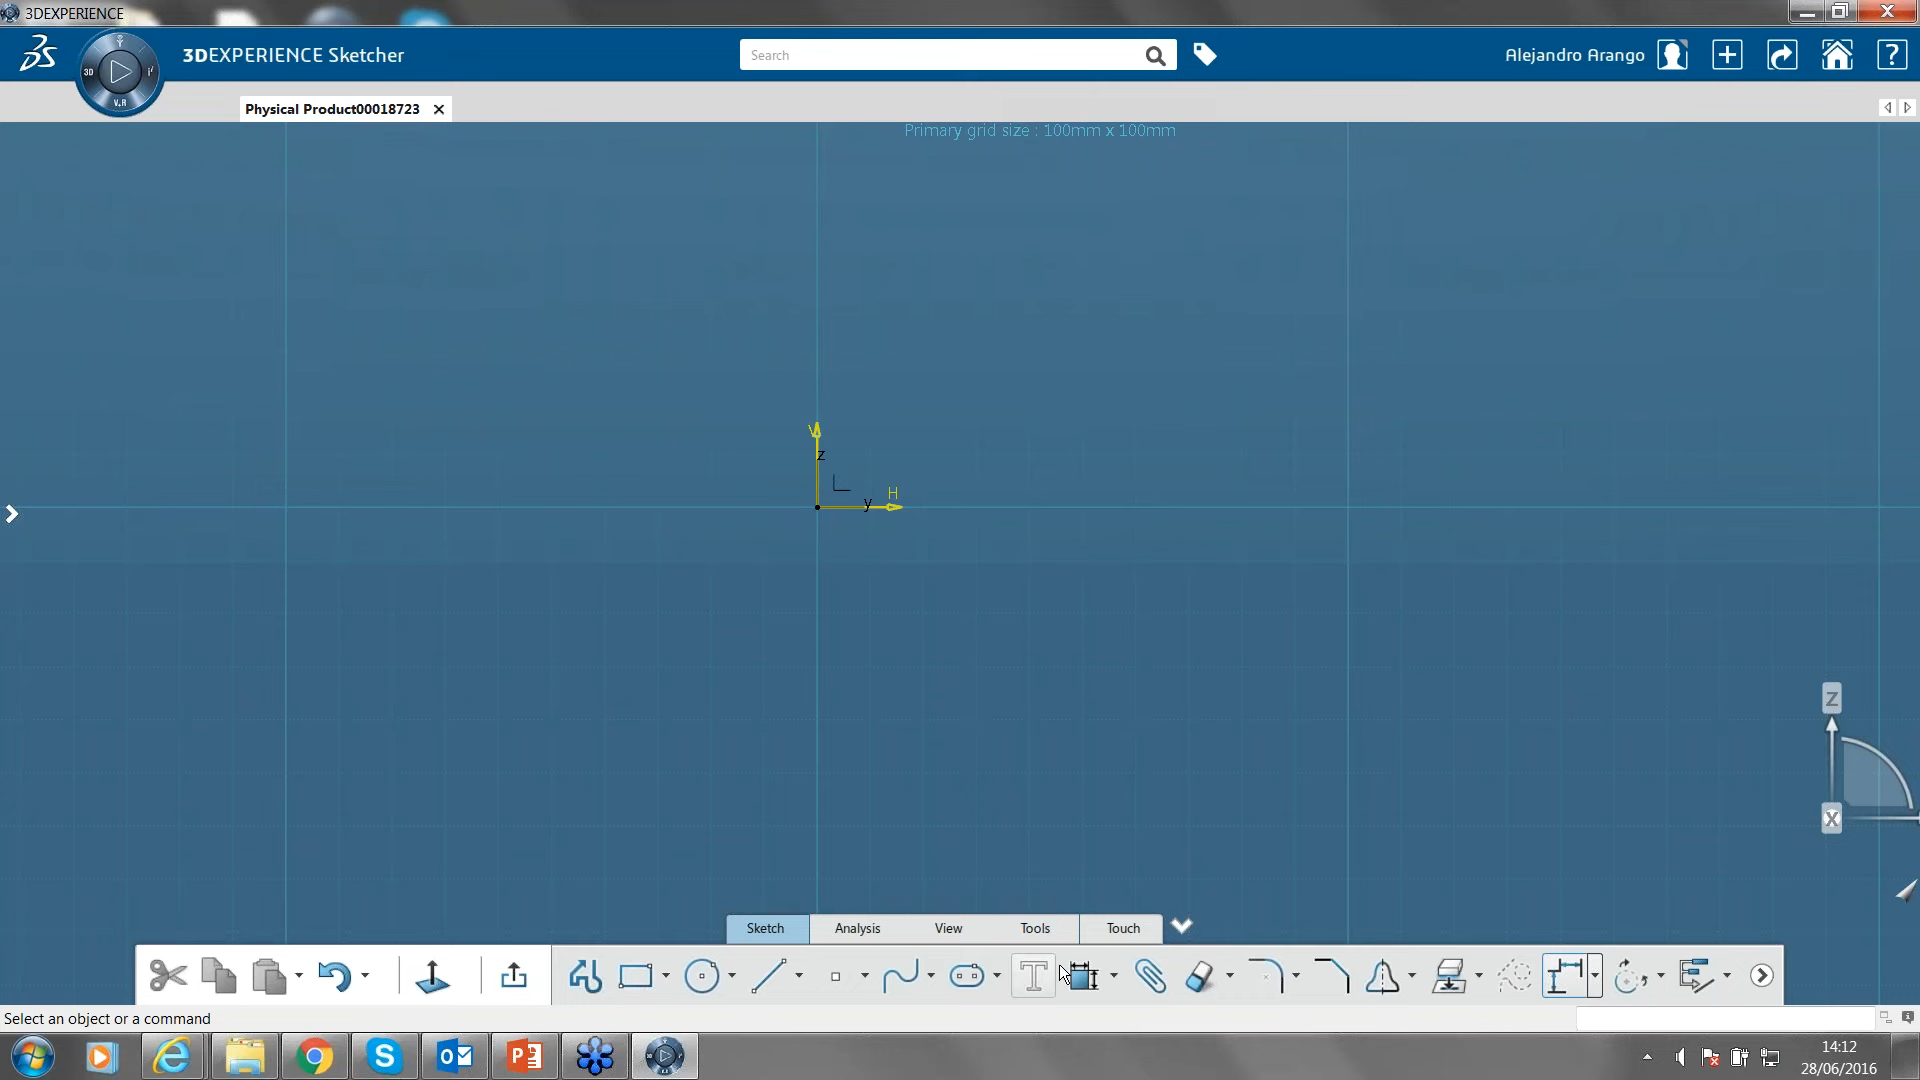 3DEXPERIENCE
3DEXPERIENCE Sketcher
Search
Alejandro Arango
3D
V.R
Physical Product00018723
Primary grid size : 100mm x 100mm
V
z
H
y
Z
X
Sketch
Analysis
View
Tools
Touch
T
Select an object or a command
14:12
28/06/2016